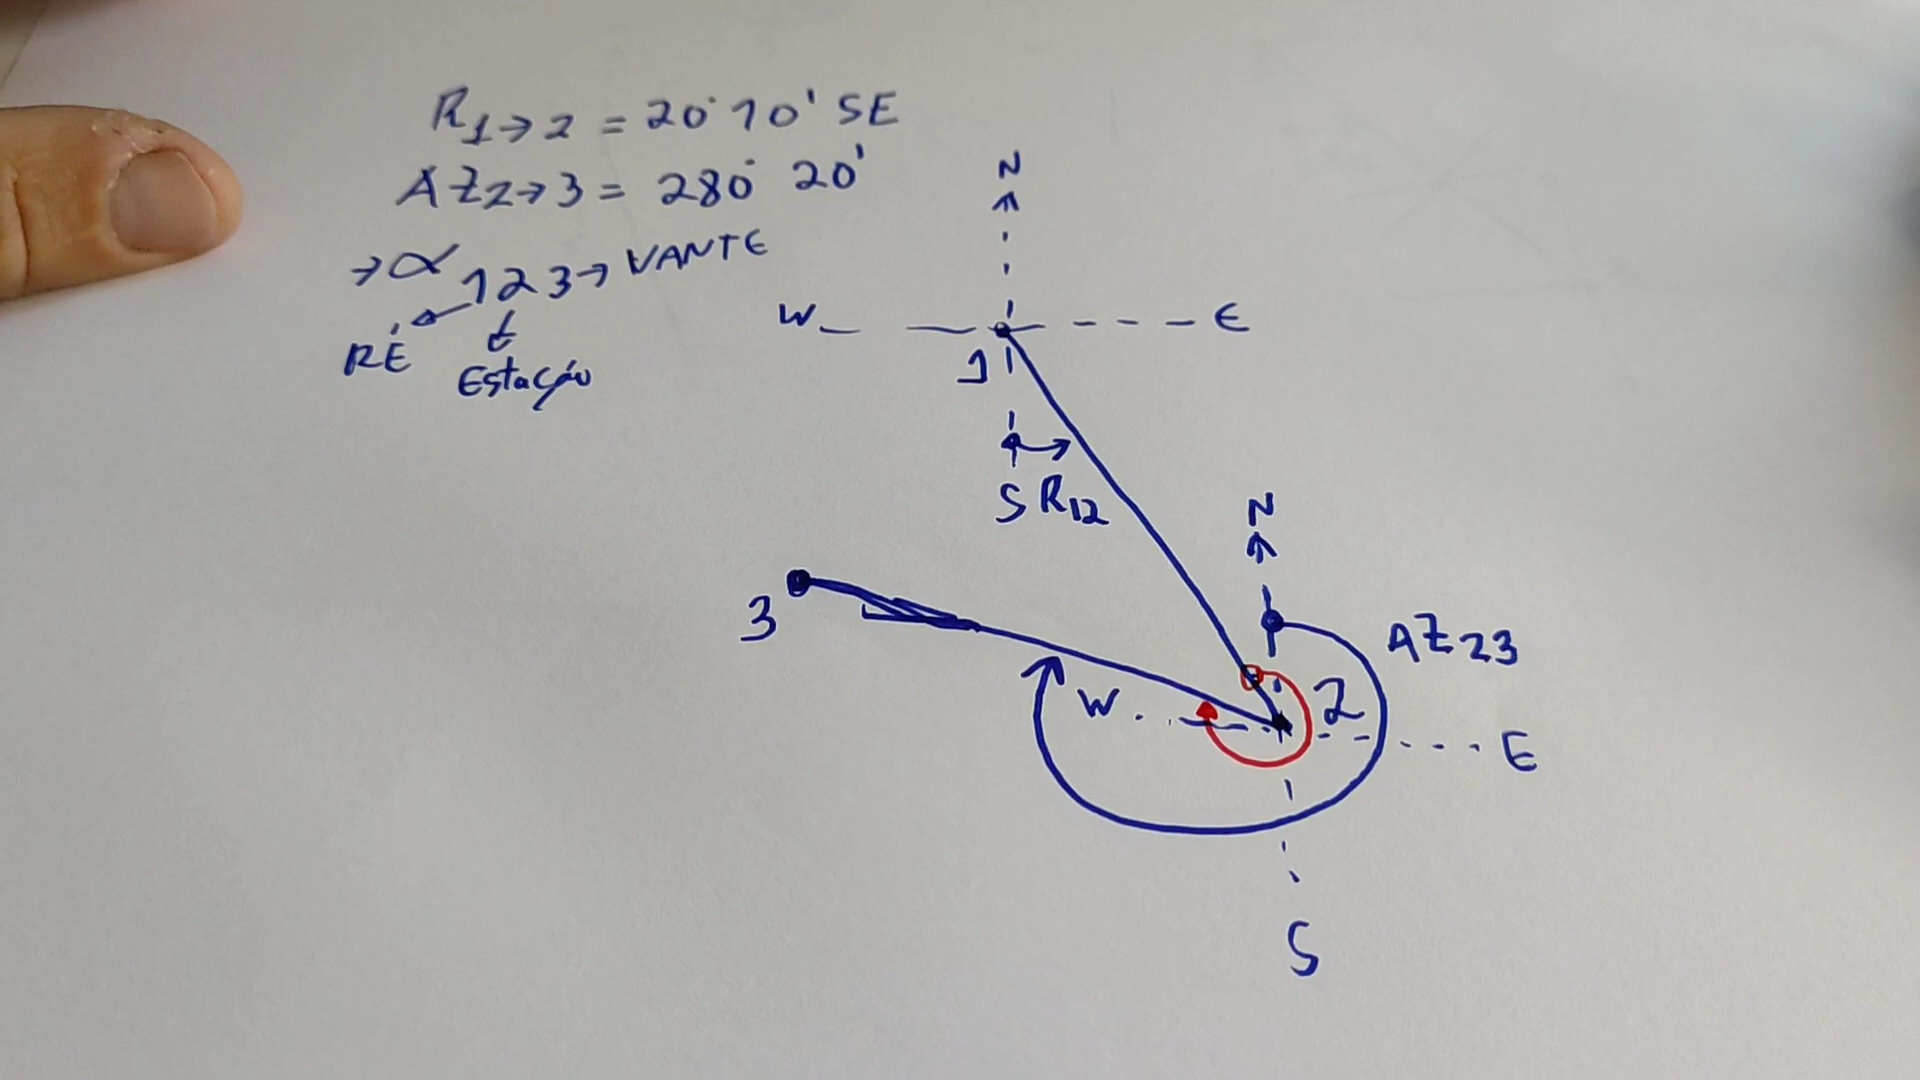 R1→2 = 20° 10' SE
AZ2→3 = 280° 20'
→α 123→ VANTE
RÉ
Estação
N
W
E
1
S R12
N
3
AZ23
W
2
E
S